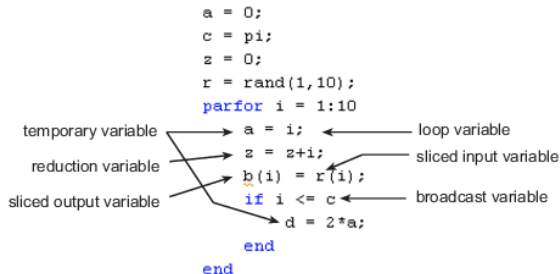 a = 0;
c = pi;
z = 0;
r = rand(1,10);
parfor i = 1:10
temporary variable
a = i;
loop variable
reduction variable
z = z+i;
sliced input variable
sliced output variable
b(i) = r(i);
broadcast variable
if i <= c
d = 2*a;
end
end